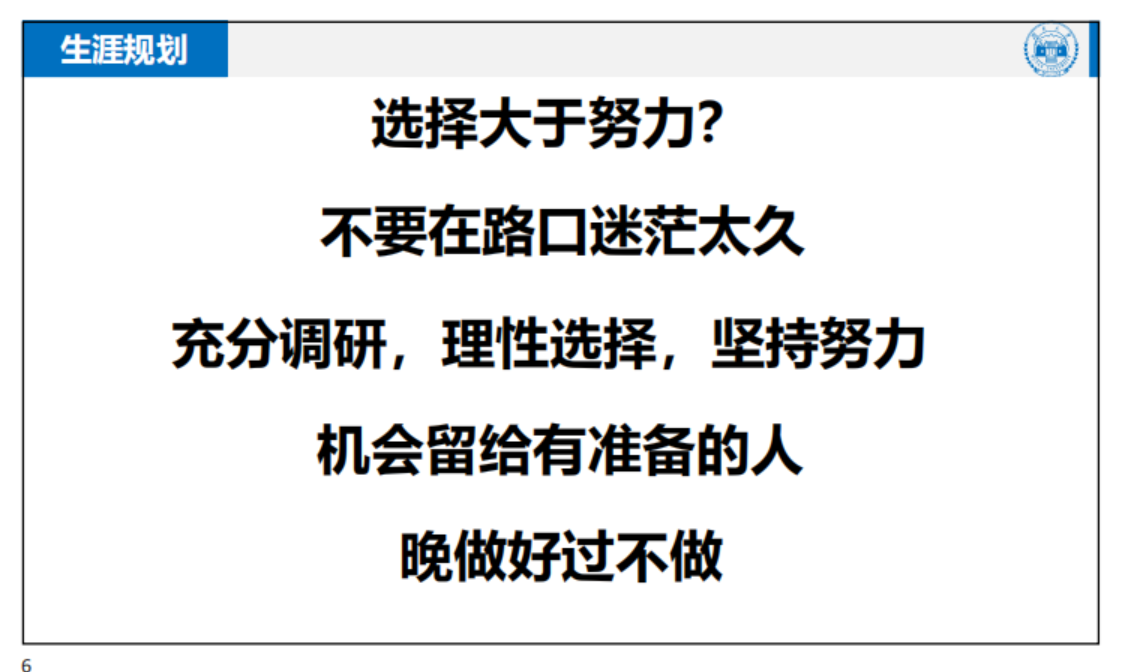 生涯规划
选择大于努力?
不要在路口迷茫太久
充分调研，理性选择，坚持努力
机会留给有准备的人
晚做好过不做
6